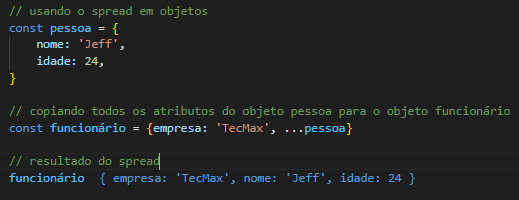 // usando o spread em objetos
const pessoa = {
    nome: 'Jeff',
    idade: 24,
}
// copiando todos os atributos do objeto pessoa para o objeto funcionário
const funcionário = {empresa: 'TecMax', ...pessoa}
// resultado do spread
funcionário  { empresa: 'TecMax', nome: 'Jeff', idade: 24 }